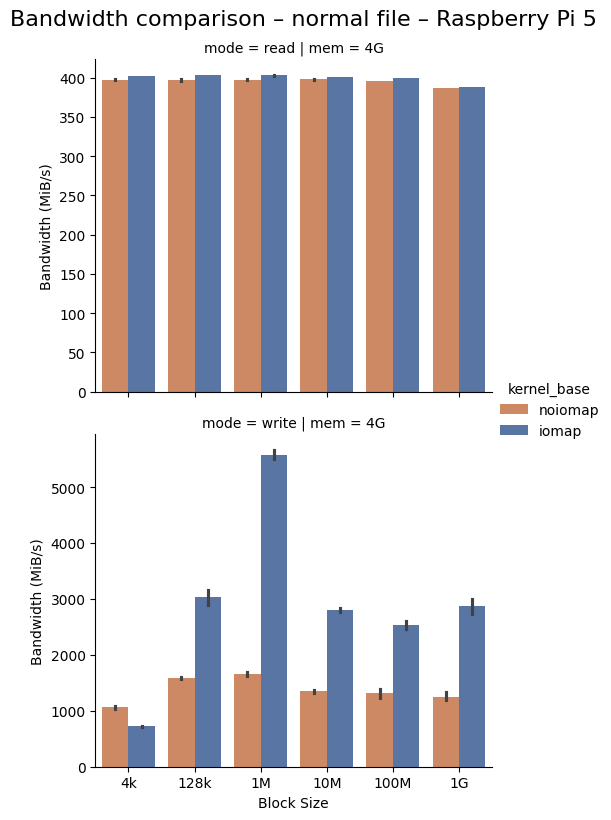 Bandwidth comparison – normal file – Raspberry Pi 5
mode = read | mem = 4G
400
350
300
250
200
150
100
50
0
Bandwidth (MiB/s)
kernel_base
noiomap
iomap
mode = write | mem = 4G
5000
4000
3000
2000
1000
0
Bandwidth (MiB/s)
4k 128k 1M 10M 100M 1G
Block Size